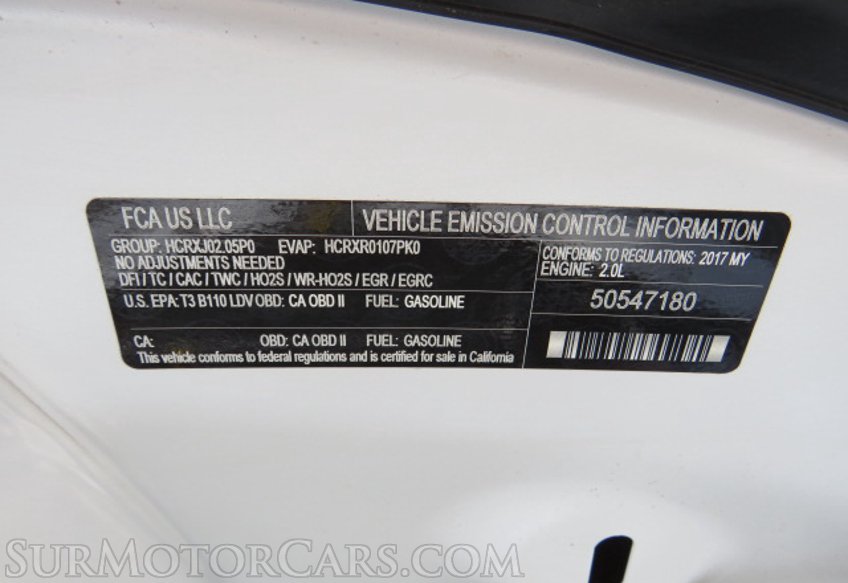 FCA US LLC
VEHICLE EMISSION CONTROL INFORMATION
GROUP: HCRXJ02.05P0 EVAP: HCRXR0107PK0
NO ADJUSTMENTS NEEDED
DFI / TC / CAC / TWC / HO2S / WR-HO2S / EGR / EGRC
U.S. EPA: T3 B110 LDV OBD: CA OBD II FUEL: GASOLINE
CA: OBD: CA OBD II FUEL: GASOLINE
This vehicle conforms to federal regulations and is certified for sale in California
CONFORMS TO REGULATIONS: 2017 MY
ENGINE: 2.0L
50547180
SURMOTORCARS.COM